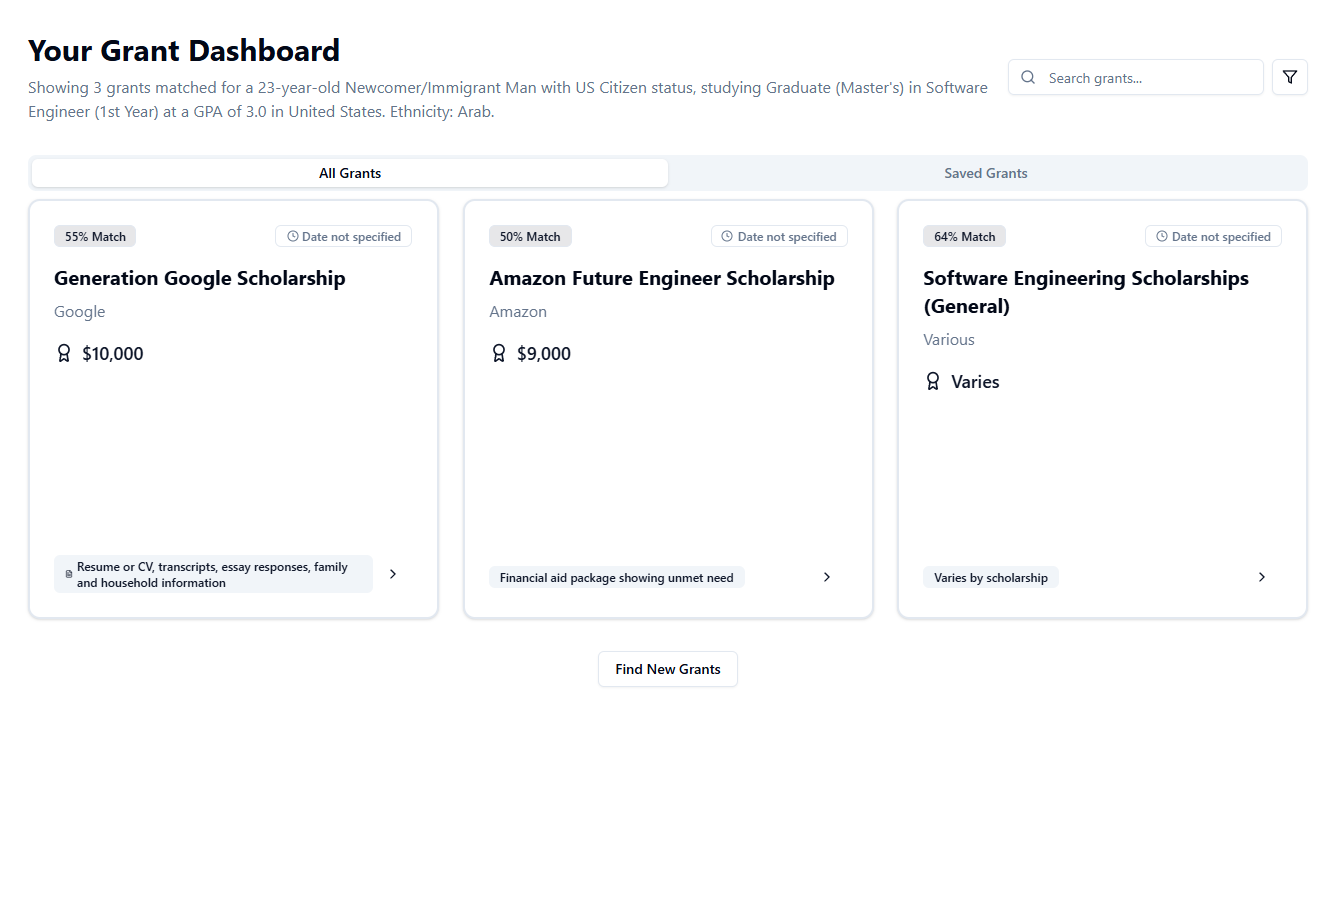 Your Grant Dashboard
Showing 3 grants matched for a 23-year-old Newcomer/Immigrant Man with US Citizen status, studying Graduate (Master's) in Software
Engineer (1st Year) at a GPA of 3.0 in United States. Ethnicity: Arab.
Search grants...
All Grants
Saved Grants
55% Match
Date not specified
Generation Google Scholarship
Google
$10,000
Resume or CV, transcripts, essay responses, family
and household information
50% Match
Date not specified
Amazon Future Engineer Scholarship
Amazon
$9,000
Financial aid package showing unmet need
64% Match
Date not specified
Software Engineering Scholarships
(General)
Various
Varies
Varies by scholarship
Find New Grants